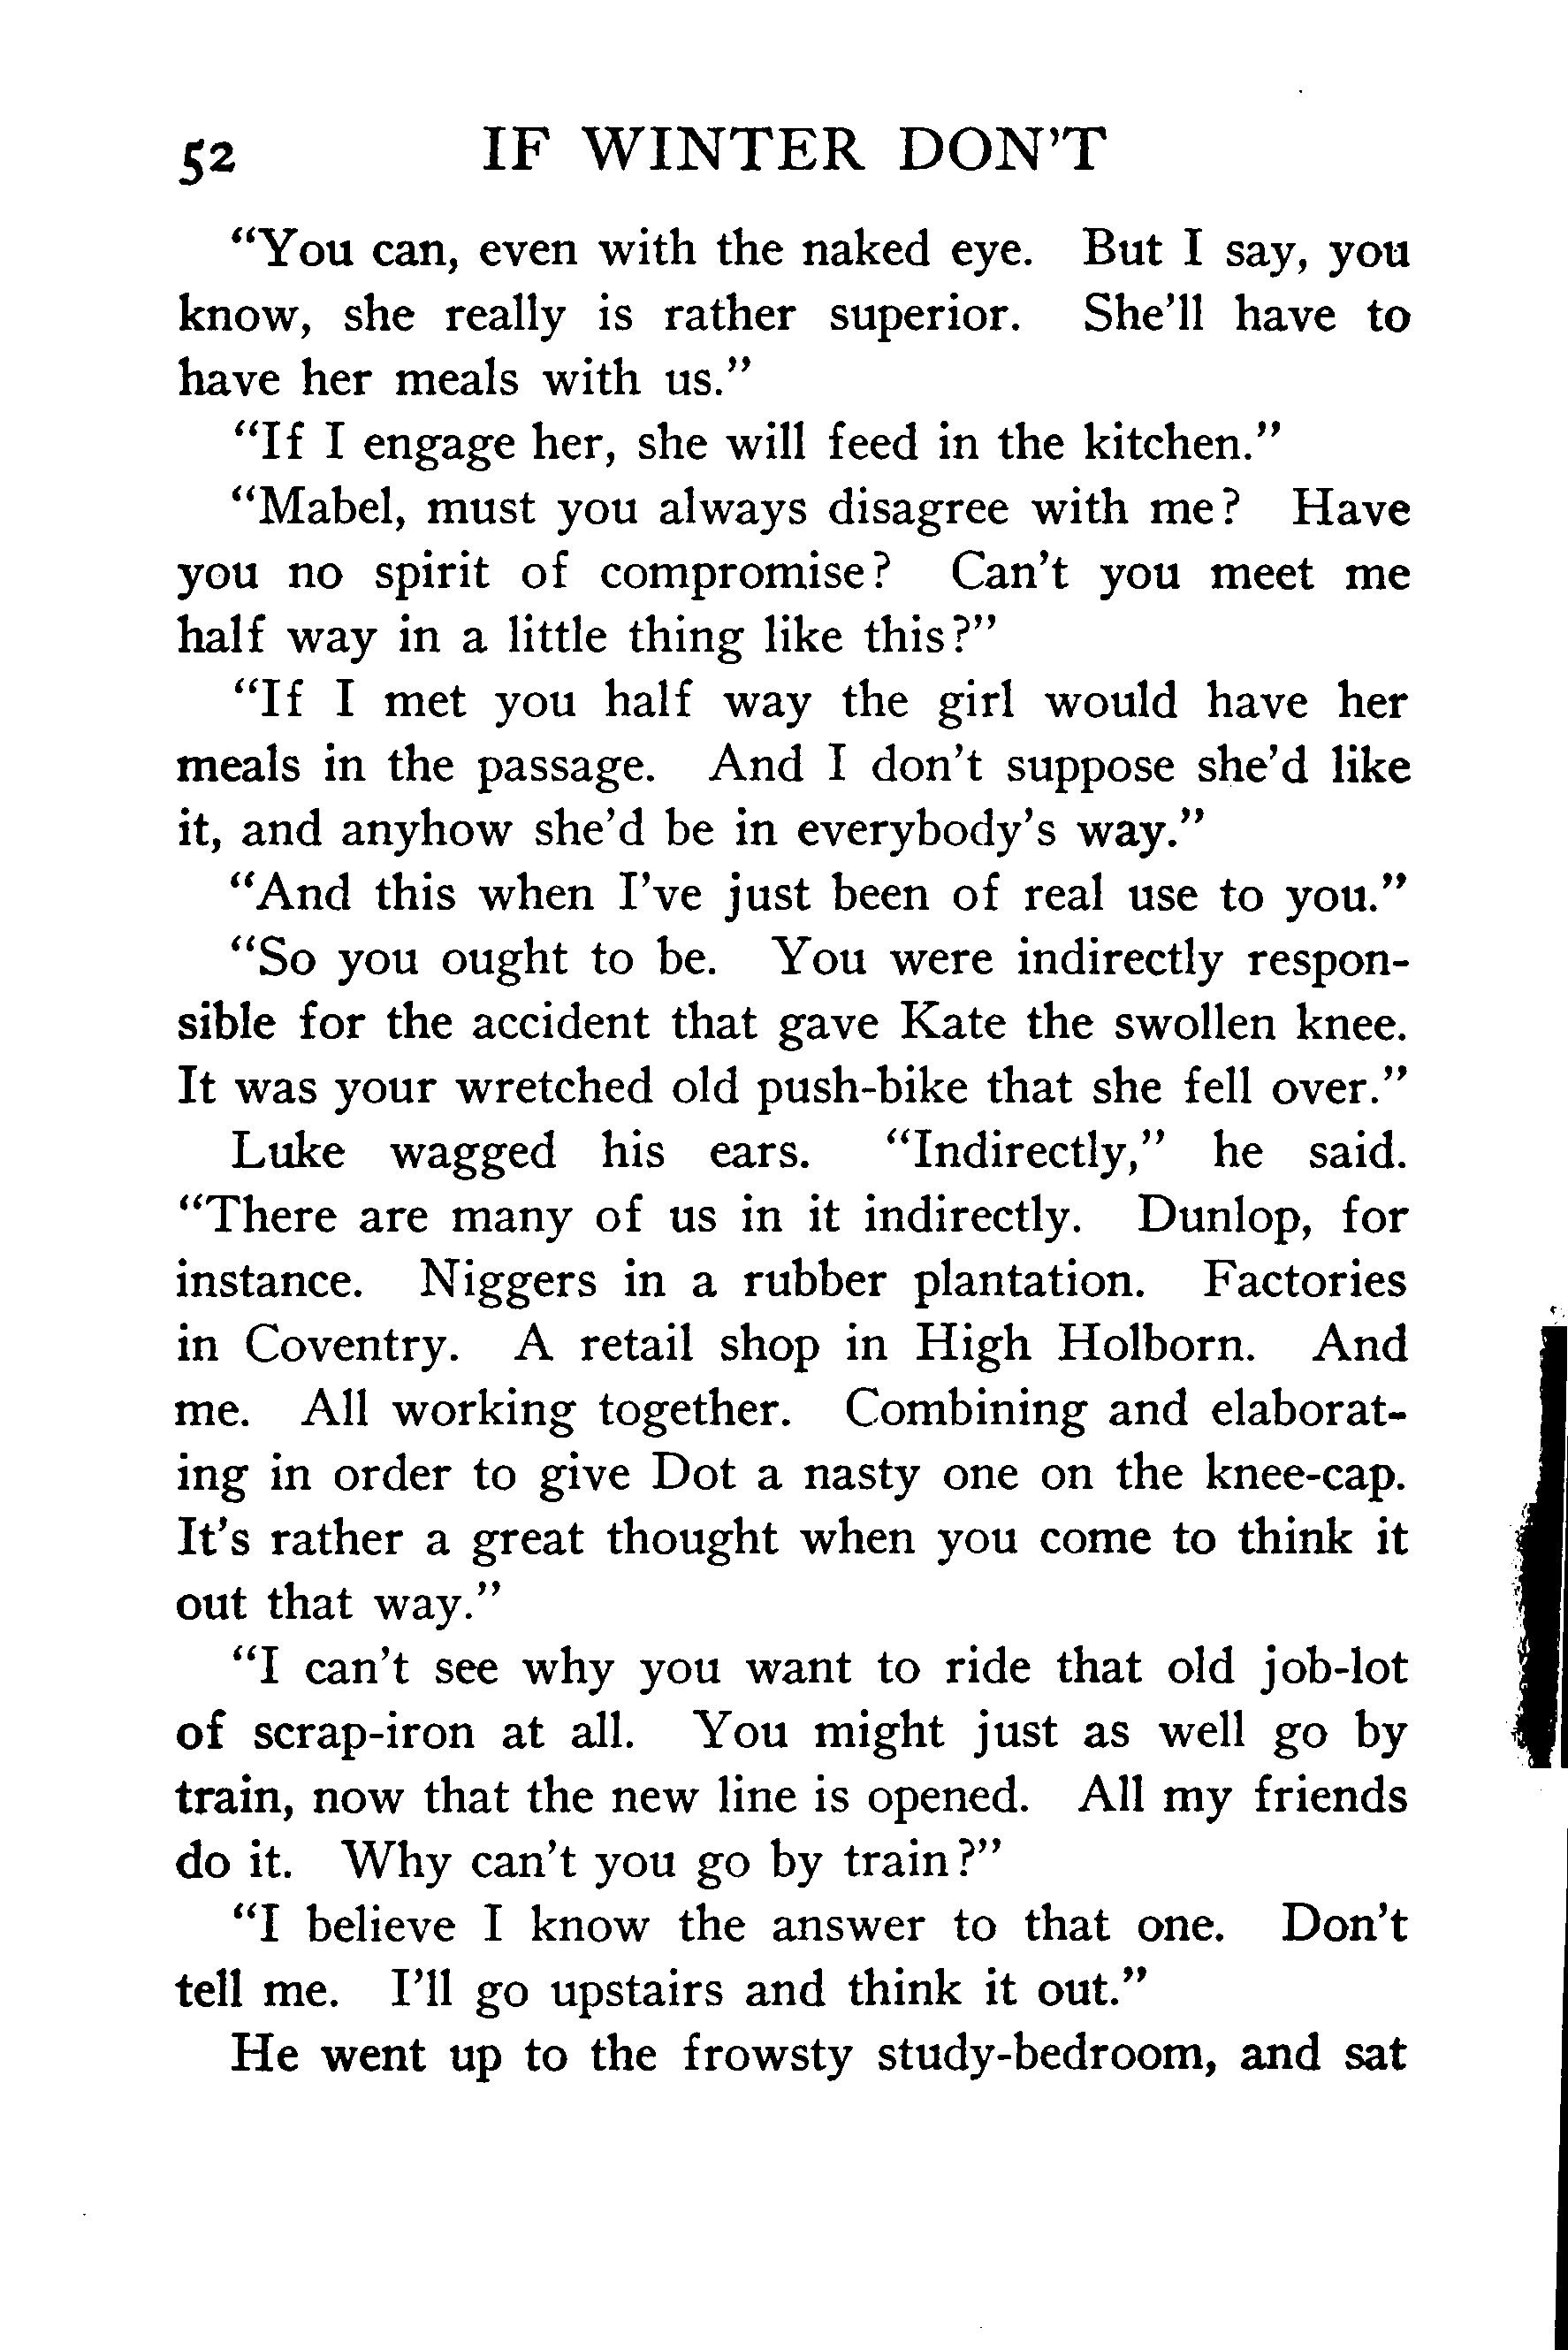 52 IF WINTER DON'T
"You can, even with the naked eye. But I say, you
know, she really is rather superior. She'll have to
have her meals with us."
"If I engage her, she will feed in the kitchen."
"Mabel, must you always disagree with me? Have
you no spirit of compromise? Can't you meet me
half way in a little thing like this?"
"If I met you half way the girl would have her
meals in the passage. And I don't suppose she'd like
it, and anyhow she'd be in everybody's way."
"And this when I've just been of real use to you."
"So you ought to be. You were indirectly respon-
sible for the accident that gave Kate the swollen knee.
It was your wretched old push-bike that she fell over."
Luke wagged his ears. "Indirectly," he said.
"There are many of us in it indirectly. Dunlop, for
instance. Niggers in a rubber plantation. Factories
in Coventry. A retail shop in High Holborn. And
me. All working together. Combining and elaborat-
ing in order to give Dot a nasty one on the knee-cap.
It's rather a great thought when you come to think it
out that way."
"I can't see why you want to ride that old job-lot
of scrap-iron at all. You might just as well go by
train, now that the new line is opened. All my friends
do it. Why can't you go by train?"
"I believe I know the answer to that one. Don't
tell me. I'll go upstairs and think it out."
He went up to the frowsty study-bedroom, and sat